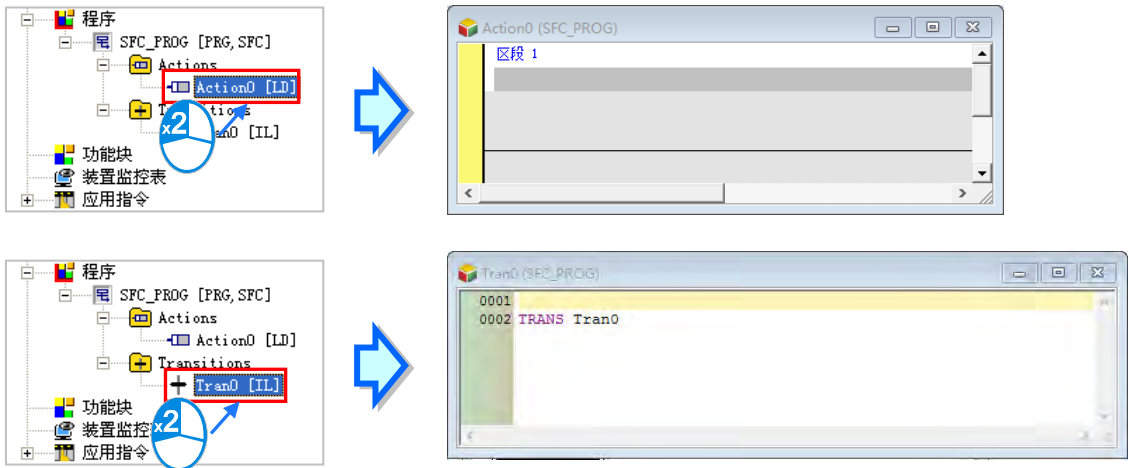 程序
SFC_PROG [PRG, SFC]
Actions
Action0 [LD]
Tran0 [IL]
功能块
装置监控表
应用指令
x2
Action0 (SFC_PROG)
区段 1
程序
SFC_PROG [PRG, SFC]
Actions
Action0 [LD]
Transitions
Tran0 [IL]
功能块
装置监控
应用指令
x2
Tran0 (SFC_PROG)
0001
0002 TRANS Tran0